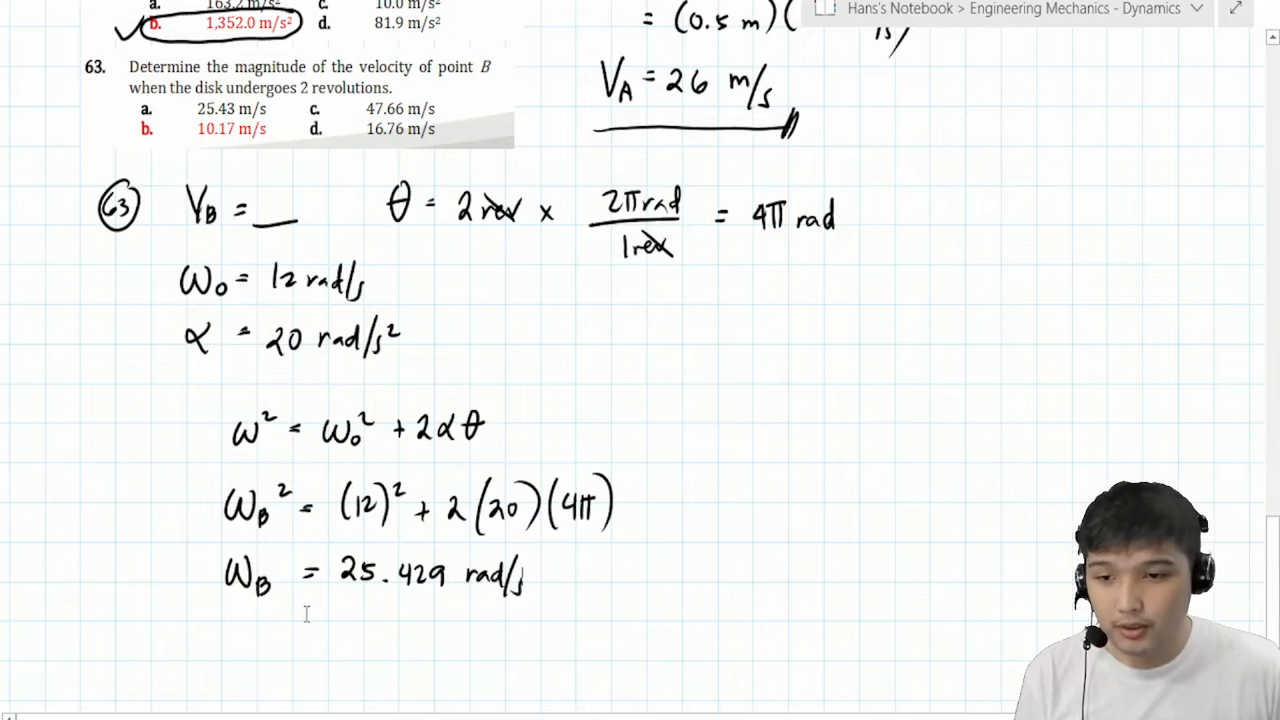 a. 163.2 m/s² c. 10.0 m/s²
b. 1,352.0 m/s² d. 81.9 m/s²
= (0.5 m)(
Hans's Notebook > Engineering Mechanics - Dynamics
V_A = 26 m/s
63. Determine the magnitude of the velocity of point B
when the disk undergoes 2 revolutions.
a. 25.43 m/s c. 47.66 m/s
b. 10.17 m/s d. 16.76 m/s
63 V_B = __ θ = 2 rev × 2π rad / 1 rev = 4π rad
ω₀ = 12 rad/s
α = 20 rad/s²
ω² = ω₀² + 2αθ
ω_B² = (12)² + 2(20)(4π)
ω_B = 25.429 rad/s